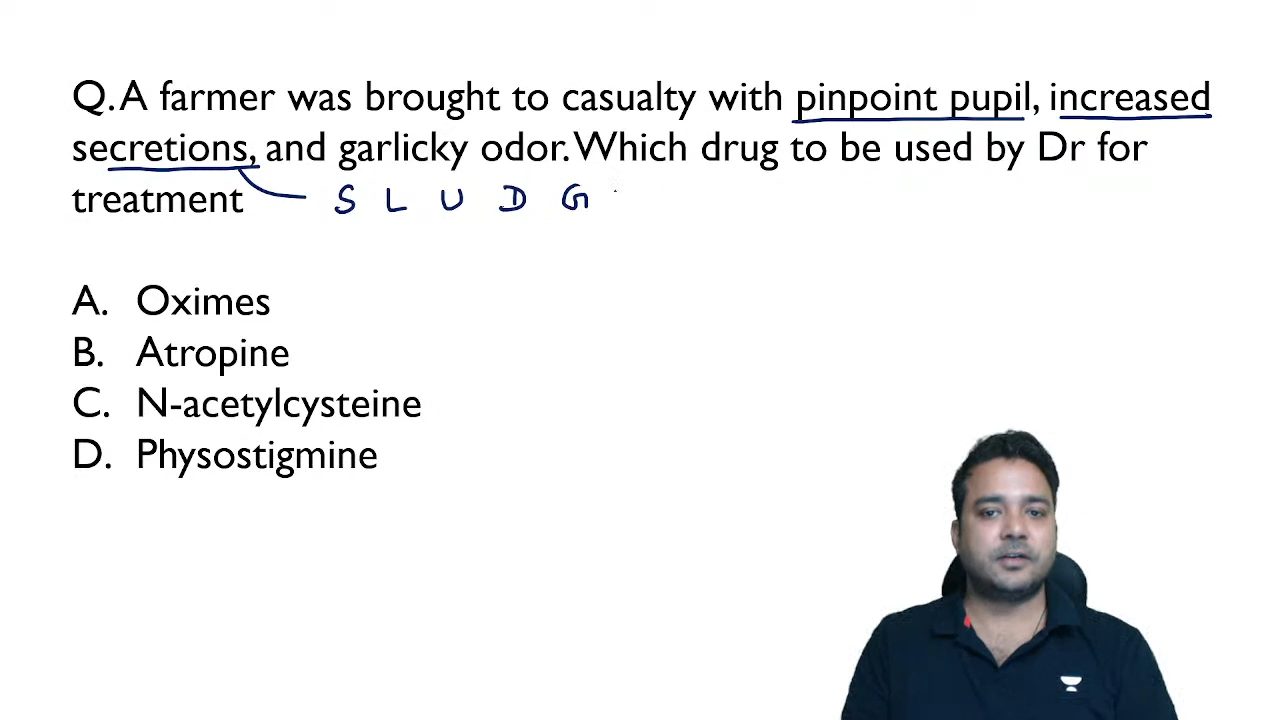 Q. A farmer was brought to casualty with pinpoint pupil, increased
secretions, and garlicky odor. Which drug to be used by Dr for
treatment S L U D G
A. Oximes
B. Atropine
C. N-acetylcysteine
D. Physostigmine